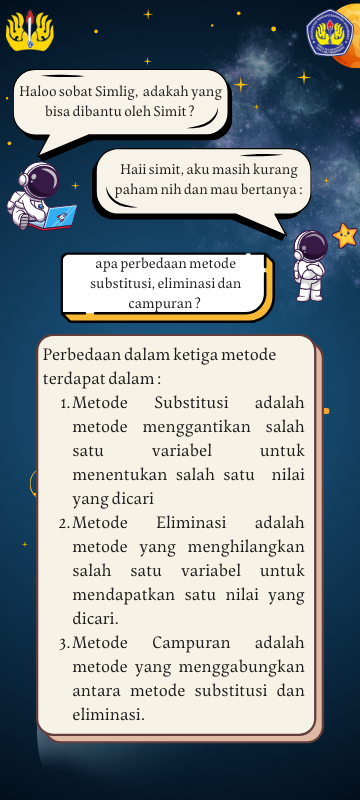 Haloo sobat Simlig, adakah yang
bisa dibantu oleh Simit ?
Haii simit, aku masih kurang
paham nih dan mau bertanya :
apa perbedaan metode
substitusi, eliminasi dan
campuran ?
Perbedaan dalam ketiga metode
terdapat dalam :
1. Metode Substitusi adalah
metode menggantikan salah
satu variabel untuk
menentukan salah satu nilai
yang dicari
2. Metode Eliminasi adalah
metode yang menghilangkan
salah satu variabel untuk
mendapatkan satu nilai yang
dicari.
3. Metode Campuran adalah
metode yang menggabungkan
antara metode substitusi dan
eliminasi.